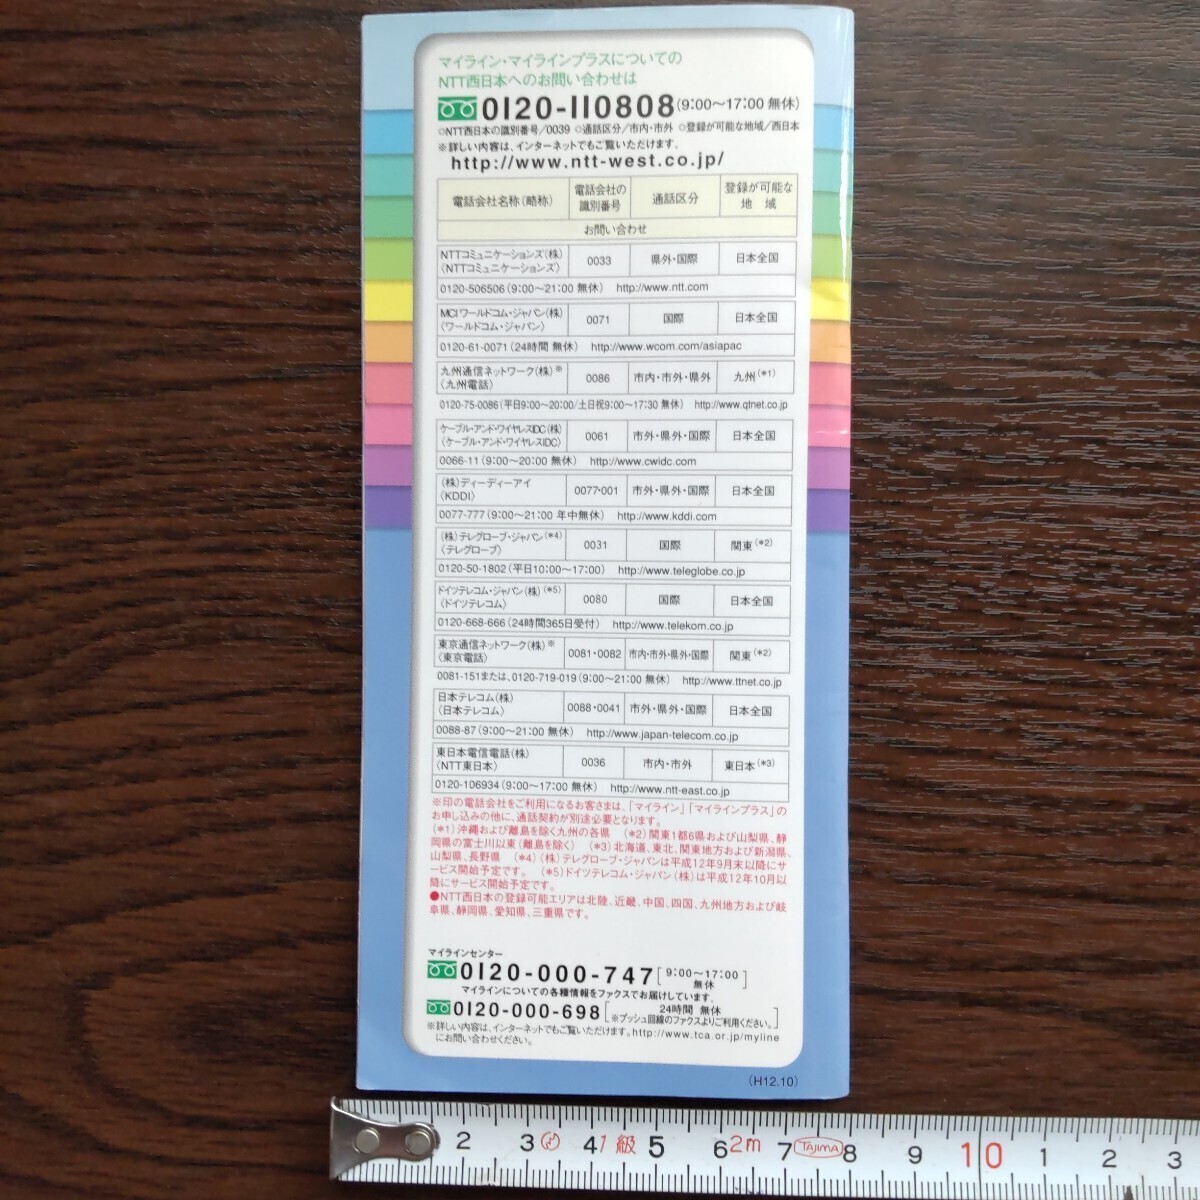 マイライン・マイラインプラスについての
NTT西日本へのお問い合わせは
0120-110808(9:00〜17:00 無休)
○NTT西日本の識別番号/0039 ○通話区分/市内・市外 ○登録が可能な地域/西日本
※詳しい内容は、インターネットでもご覧いただけます。
http://www.ntt-west.co.jp/
電話会社名称(略称) 電話会社の識別番号 通話区分 登録が可能な地域
お問い合わせ
NTTコミュニケーションズ(株) 0033 県外・国際 日本全国
〈NTTコミュニケーションズ〉
0120-506506(9:00〜21:00 無休) http://www.ntt.com
MCIワールドコム・ジャパン(株) 0071 国際 日本全国
〈ワールドコム・ジャパン〉
0120-61-0071(24時間 無休) http://www.wcom.com/asiapac
九州通信ネットワーク(株)※ 0086 市内・市外・県外 九州(*1)
〈九州電話〉
0120-75-0086(平日9:00〜20:00/土日祝9:00〜17:30 無休) http://www.qtnet.co.jp
ケーブル・アンド・ワイヤレスIDC(株) 0061 市外・県外・国際 日本全国
〈ケーブル・アンド・ワイヤレスIDC〉
0066-11(9:00〜20:00 無休) http://www.cwidc.com
(株)ディーディーアイ 0077・001 市外・県外・国際 日本全国
〈KDDI〉
0077-777(9:00〜21:00 年中無休) http://www.kddi.com
(株)テレグローブ・ジャパン(*4) 0031 国際 関東(*2)
〈テレグローブ〉
0120-50-1802(平日10:00〜17:00) http://www.teleglobe.co.jp
ドイツテレコム・ジャパン(株)(*5) 0080 国際 日本全国
〈ドイツテレコム〉
0120-668-666(24時間365日受付) http://www.telekom.co.jp
東京通信ネットワーク(株)※ 0081・0082 市内・市外・県外・国際 関東(*2)
〈東京電話〉
0081-151または、0120-719-019(9:00〜21:00 無休) http://www.ttnet.co.jp
日本テレコム(株) 0088・0041 市外・県外・国際 日本全国
〈日本テレコム〉
0088-87(9:00〜21:00 無休) http://www.japan-telecom.co.jp
東日本電信電話(株) 0036 市内・市外 東日本(*3)
〈NTT東日本〉
0120-106934(9:00〜17:00 無休) http://www.ntt-east.co.jp
※印の電話会社をご利用になるお客さまは、「マイライン」「マイラインプラス」の
お申し込みの他に、通話契約が別途必要となります。
(*1)沖縄および離島を除く九州の各県 (*2)関東1都6県および山梨県、静
岡県の富士川以東(離島を除く) (*3)北海道、東北、関東地方および新潟県、
山梨県、長野県 (*4)(株)テレグローブ・ジャパンは平成12年9月末以降にサ
ービス開始予定です。 (*5)ドイツテレコム・ジャパン(株)は平成12年10月以
降にサービス開始予定です。
●NTT西日本の登録可能エリアは北陸、近畿、中国、四国、九州地方および岐
阜県、静岡県、愛知県、三重県です。
マイラインセンター
0120-000-747[9:00〜17:00 無休]
マイラインについての各種情報をファクスでお届けしています。
0120-000-698[24時間 無休 ※プッシュ回線のファクスよりご利用ください。]
※詳しい内容は、インターネットでもご覧いただけます。http://www.tca.or.jp/myline
にお問い合わせください。
(H12.10)
2 3 4 1級 5 6 2m 7 TAJIMA 8 9 10 1 2 3